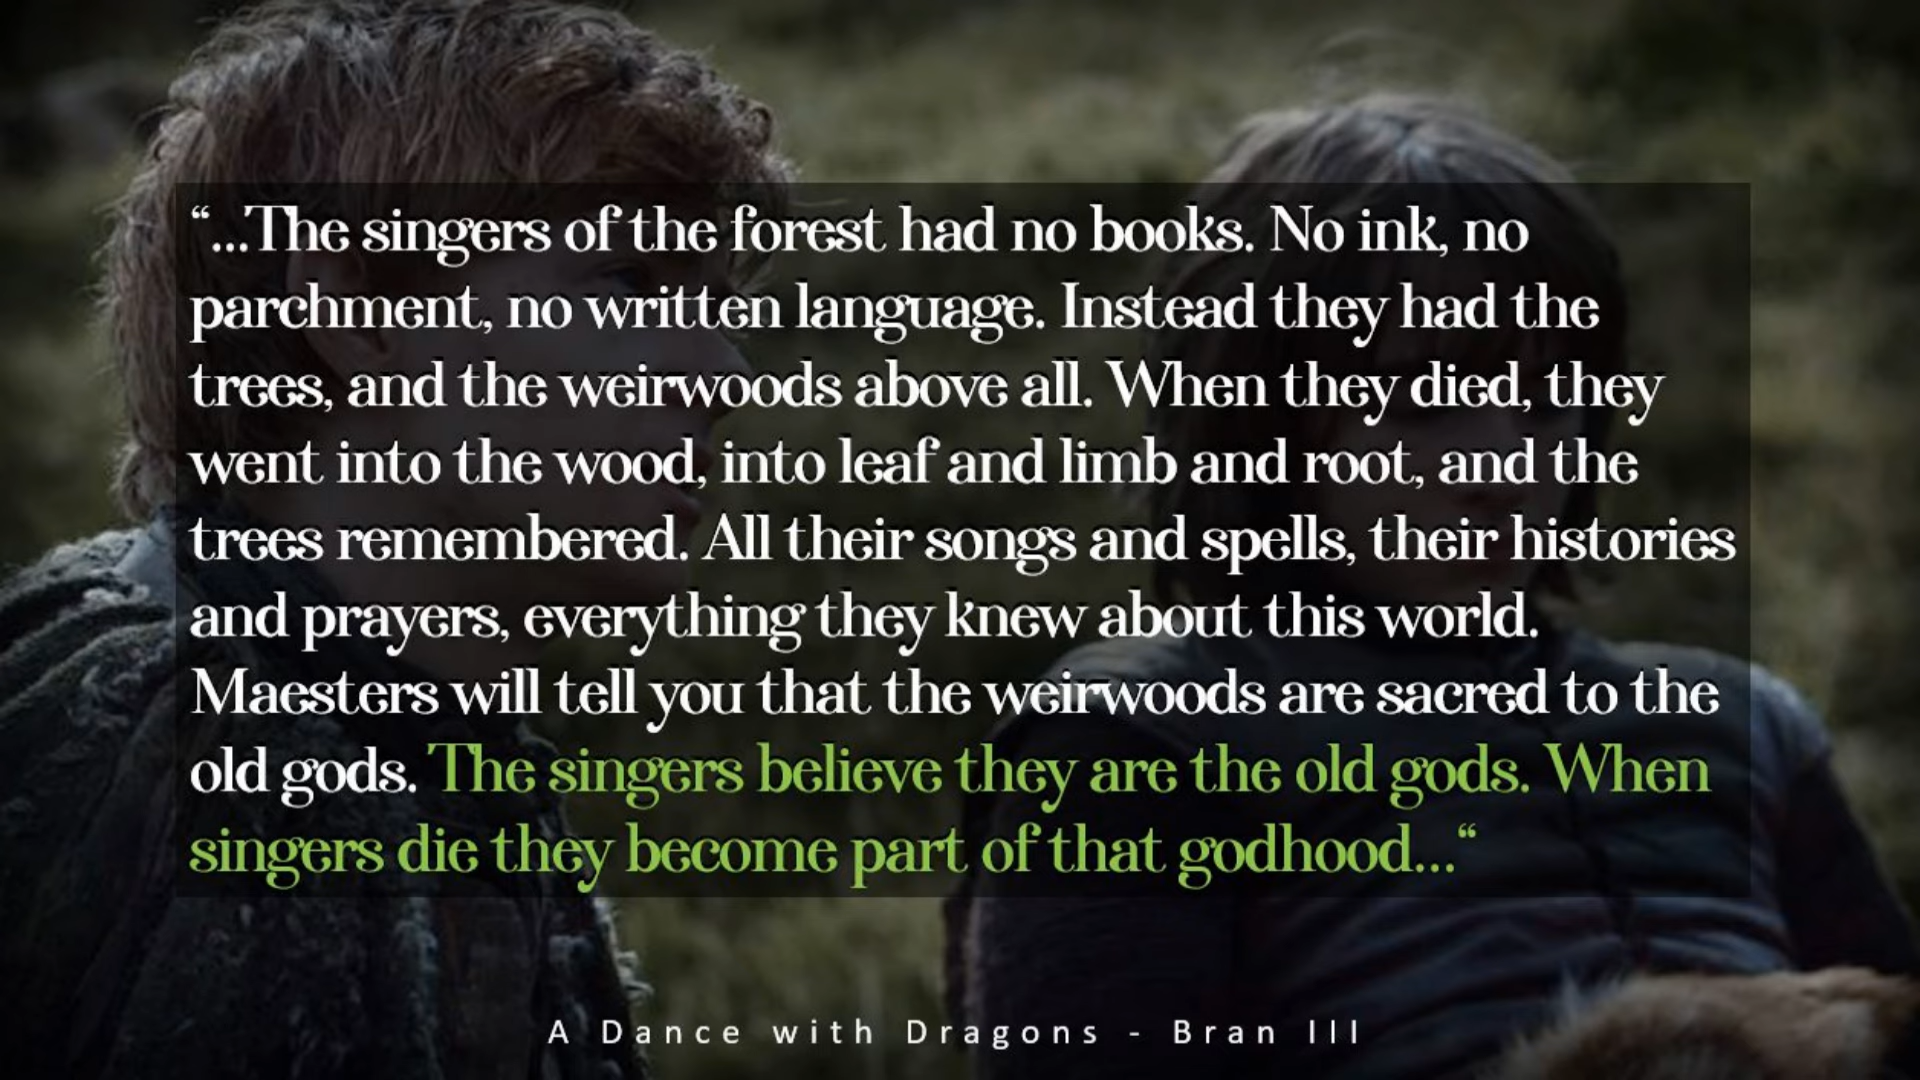 “...The singers of the forest had no books. No ink, no
parchment, no written language. Instead they had the
trees, and the weirwoods above all. When they died, they
went into the wood, into leaf and limb and root, and the
trees remembered. All their songs and spells, their histories
and prayers, everything they knew about this world.
Maesters will tell you that the weirwoods are sacred to the
old gods. The singers believe they are the old gods. When
singers die they become part of that godhood...“
A Dance with Dragons - Bran III